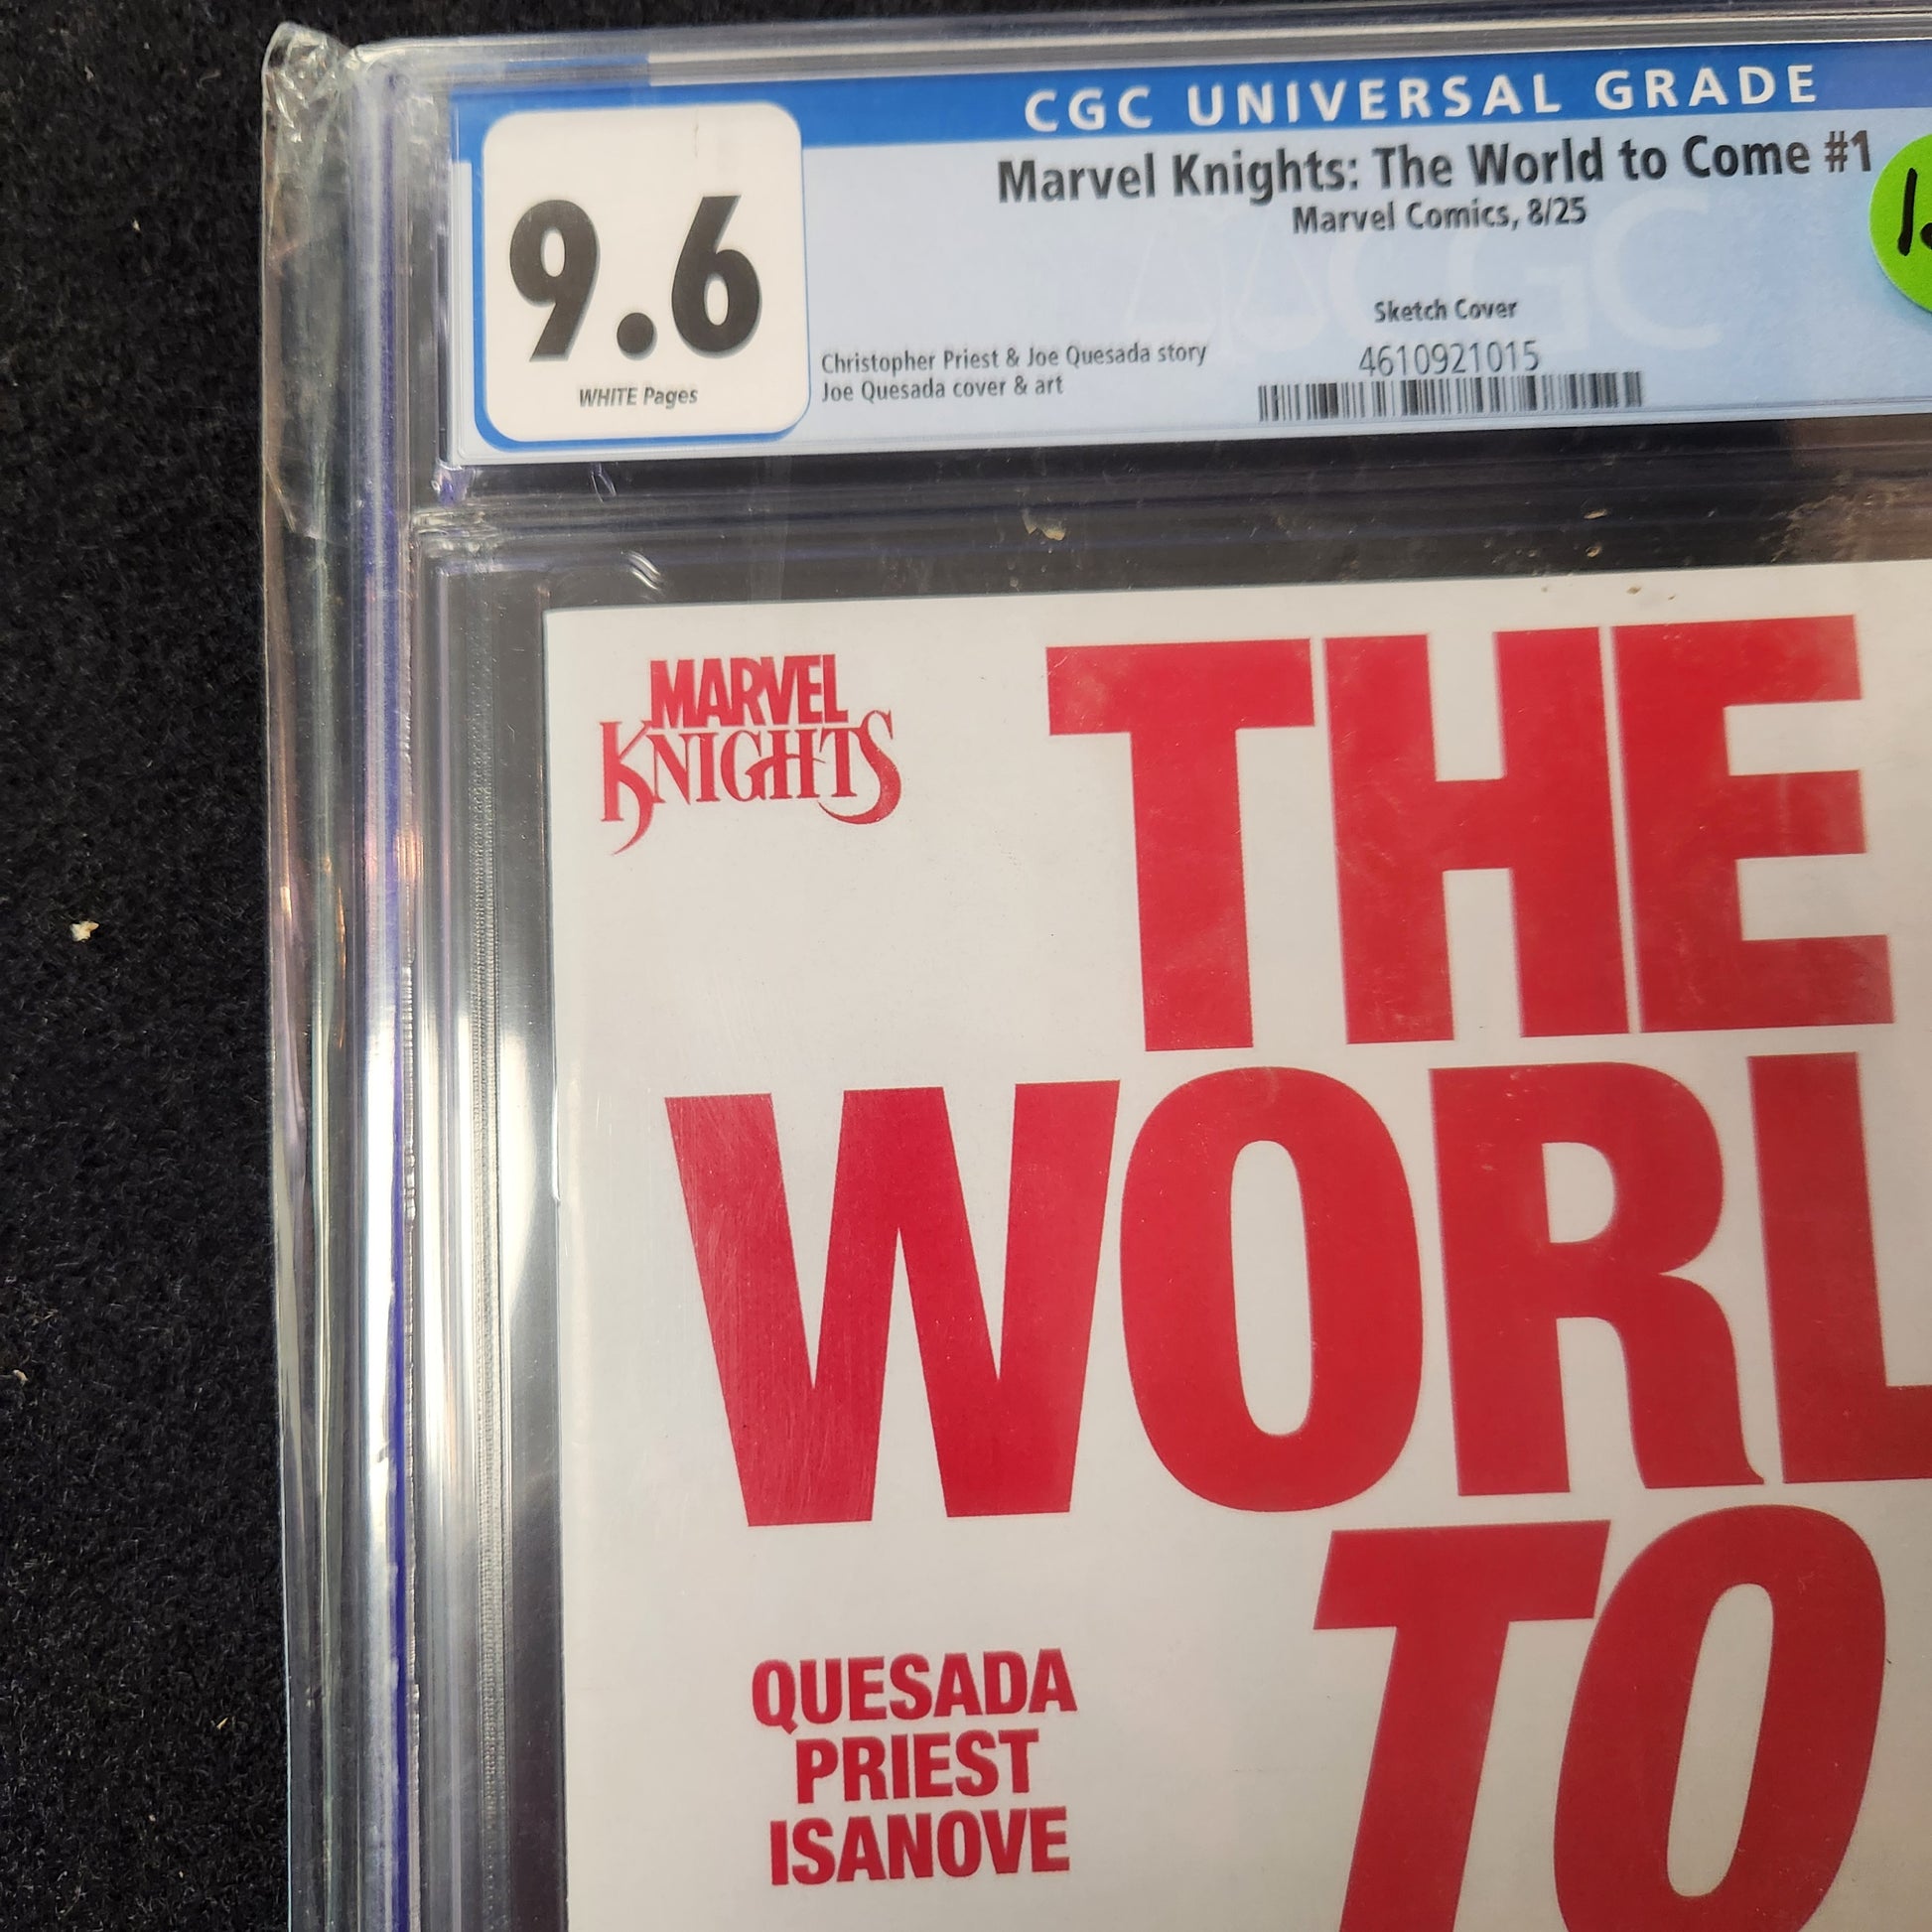 CGC UNIVERSAL GRADE
9.6
WHITE Pages
Marvel Knights: The World to Come #1
Marvel Comics, 8/25
Sketch Cover
Christopher Priest & Joe Quesada story
Joe Quesada cover & art
4610921015
CGC
MARVEL
KNIGHTS
THE
WORL
TO
QUESADA
PRIEST
ISANOVE